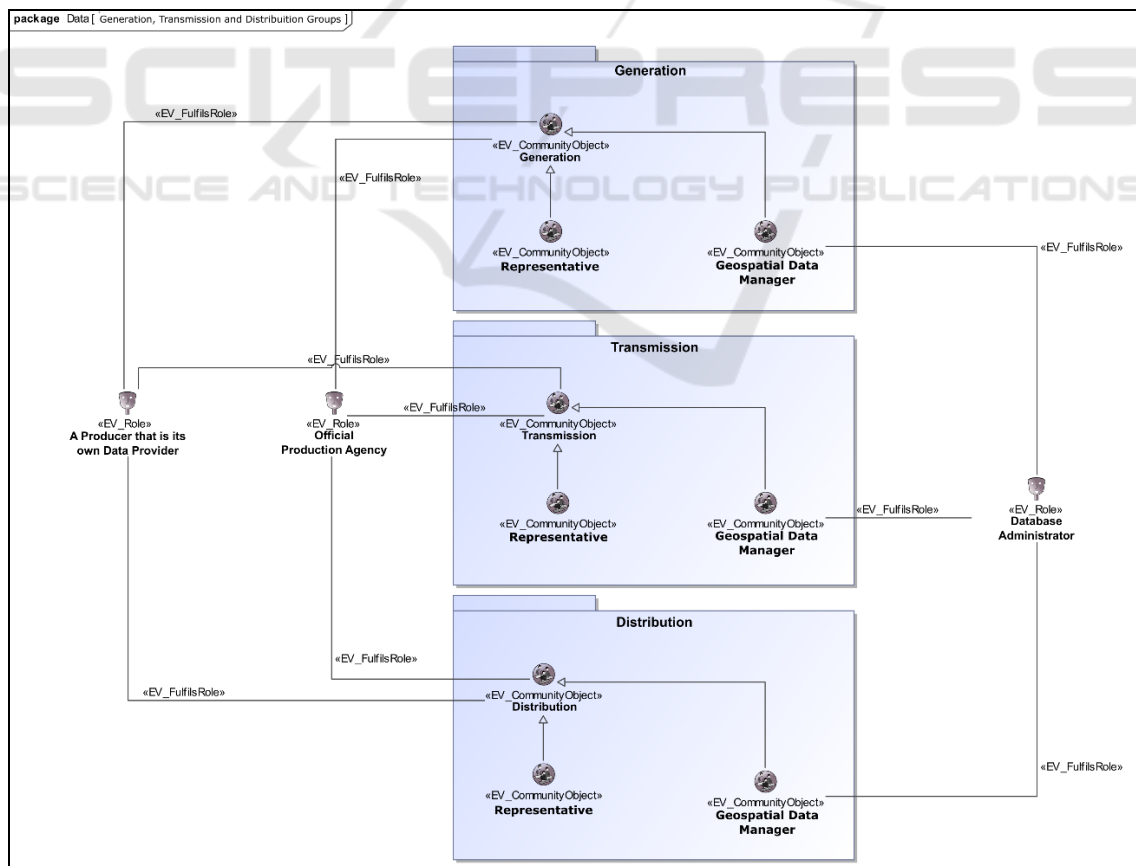 package Data [ Generation, Transmission and Distribuition Groups ]
SCITEPRESS
SCIENCE AND TECHNOLOGY PUBLICATIONS
Generation
«EV_FulfilsRole»
«EV_CommunityObject»
Generation
«EV_FulfilsRole»
«EV_CommunityObject»
Representative
«EV_CommunityObject»
Geospatial Data
Manager
«EV_FulfilsRole»
Transmission
«EV_FulfilsRole»
«EV_Role»
A Producer that is its
own Data Provider
«EV_Role»
Official
Production Agency
«EV_FulfilsRole»
«EV_CommunityObject»
Transmission
«EV_CommunityObject»
Representative
«EV_CommunityObject»
Geospatial Data
Manager
«EV_FulfilsRole»
«EV_Role»
Database
Administrator
Distribution
«EV_FulfilsRole»
«EV_FulfilsRole»
«EV_CommunityObject»
Distribution
«EV_CommunityObject»
Representative
«EV_CommunityObject»
Geospatial Data
Manager
«EV_FulfilsRole»